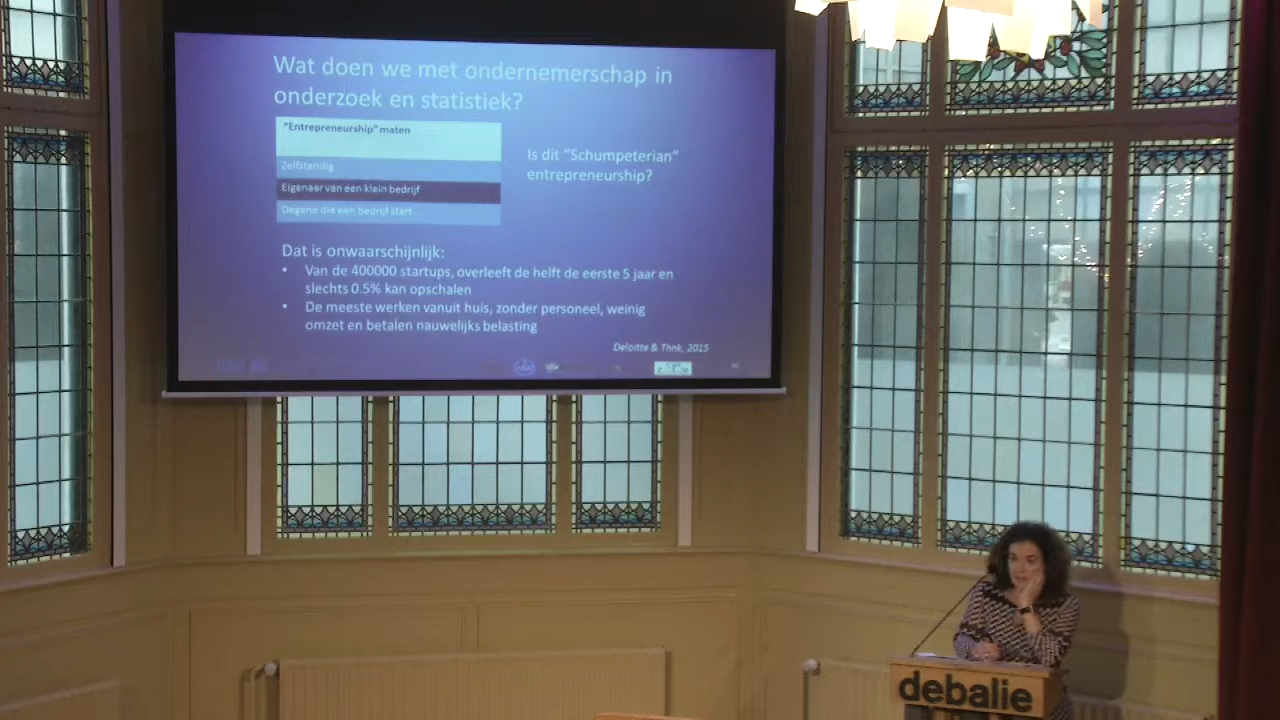 Wat doen we met ondernemerschap in
onderzoek en statistiek?
"Entrepreneurship" maten
Zelfstandig
Eigenaar van een klein bedrijf
Degene die een bedrijf start
Is dit "Schumpeterian"
entrepreneurship?
Dat is onwaarschijnlijk:
• Van de 400000 startups, overleeft de helft de eerste 5 jaar en
slechts 0.5% kan opschalen
• De meeste werken vanuit huis, zonder personeel, weinig
omzet en betalen nauwelijks belasting
Deloitte & Thnk, 2015
debalie